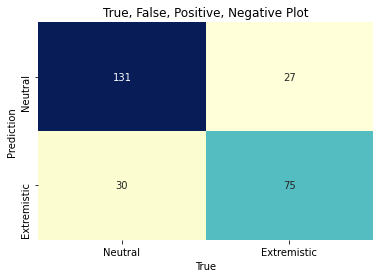 True, False, Positive, Negative Plot
Prediction
Neutral
131
27
Extremistic
30
75
Neutral
Extremistic
True